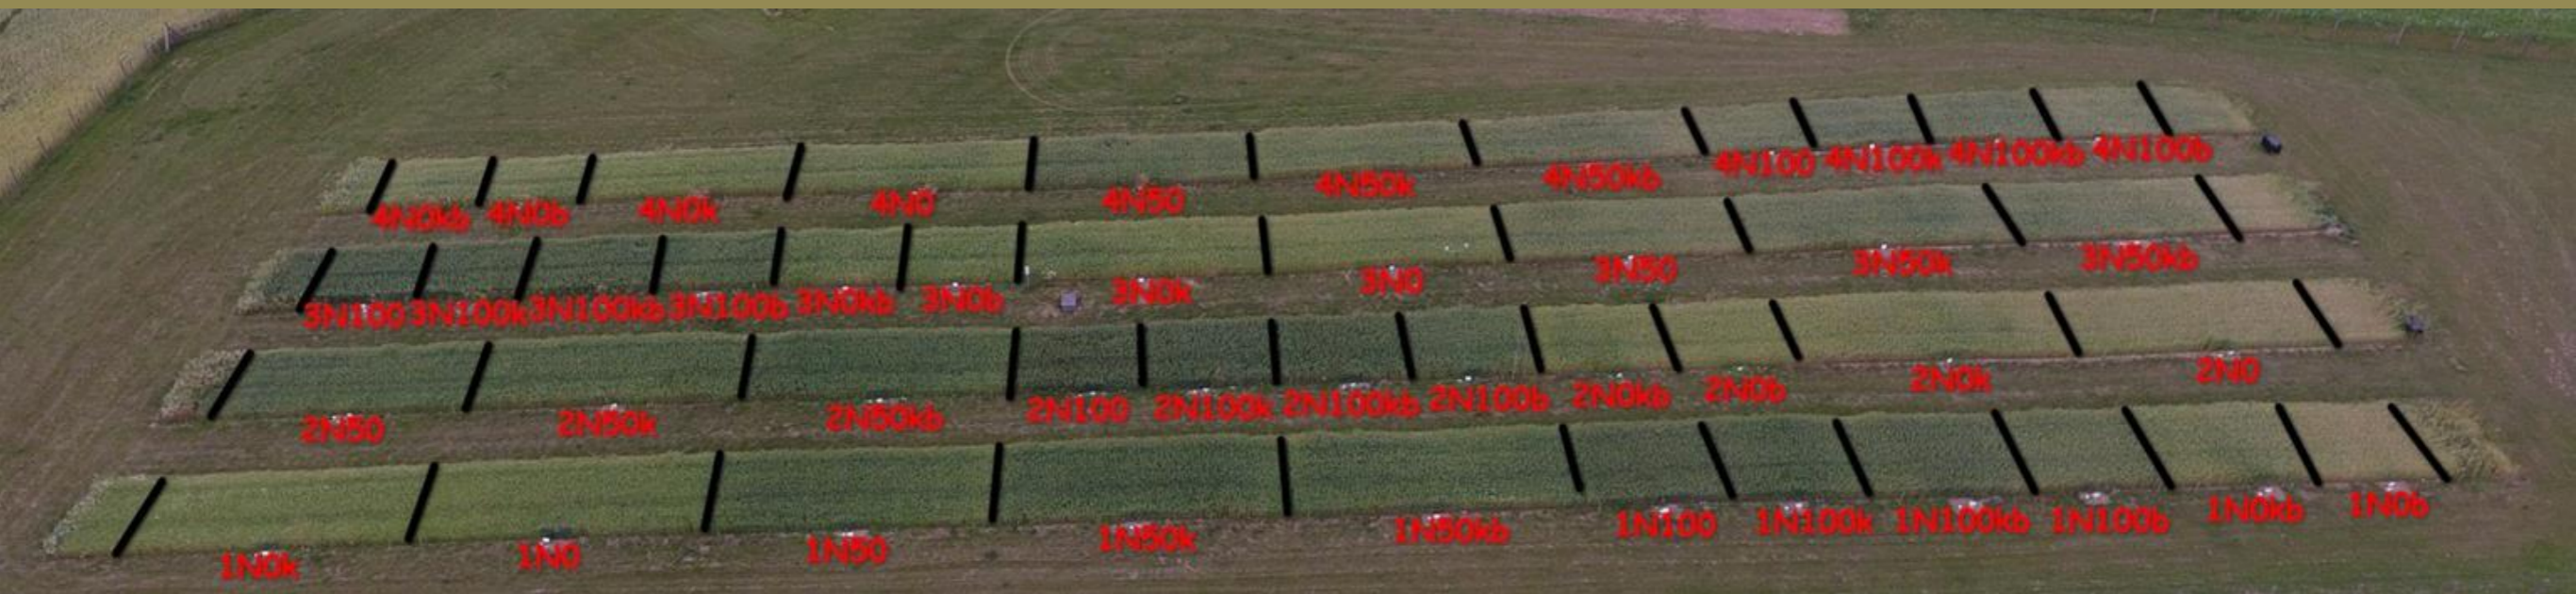 4N0kb 4N0b 4N0k 4N0 4N50 4N50k 4N50kb 4N100 4N100k 4N100kb 4N100b
3N100 3N100k 3N100kb 3N100b 3N0kb 3N0b 3N0k 3N0 3N50 3N50k 3N50kb
2N50 2N50k 2N50kb 2N100 2N100k 2N100kb 2N100b 2N0kb 2N0b 2N0k 2N0
1N0k 1N0 1N50 1N50k 1N50kb 1N100 1N100k 1N100kb 1N100b 1N0kb 1N0b